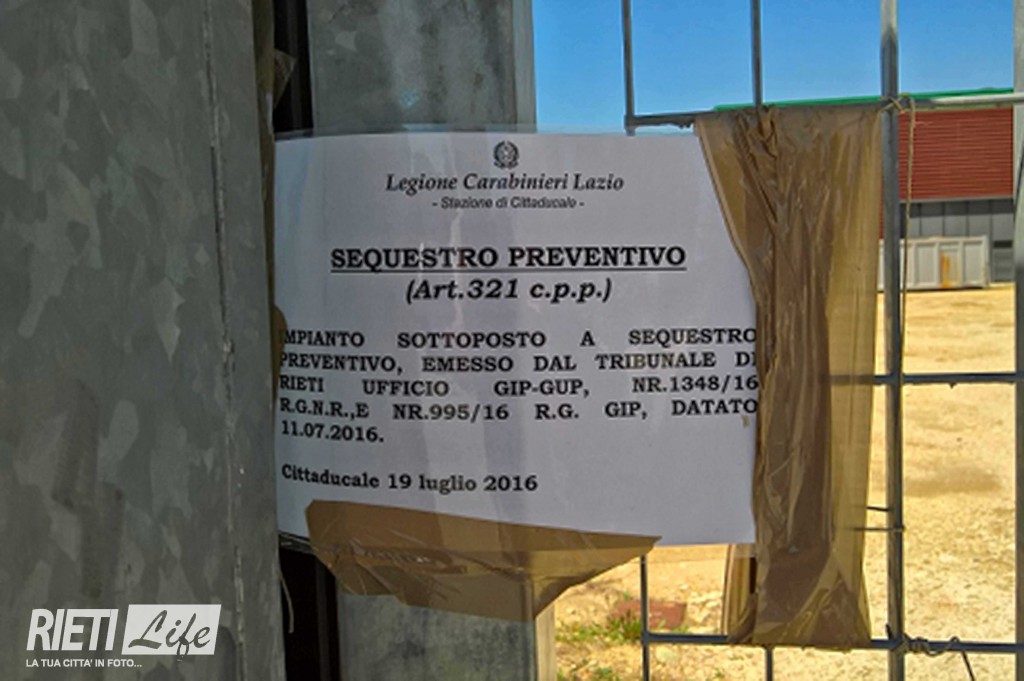 Legione Carabinieri Lazio
- Stazione di Cittaducale -
SEQUESTRO PREVENTIVO
(Art.321 c.p.p.)
IMPIANTO SOTTOPOSTO A SEQUESTRO
PREVENTIVO, EMESSO DAL TRIBUNALE DI
RIETI UFFICIO GIP-GUP, NR.1348/16
R.G.N.R.,E NR.995/16 R.G. GIP, DATATO
11.07.2016.
Cittaducale 19 luglio 2016
RIETI Life
LA TUA CITTA' IN FOTO...